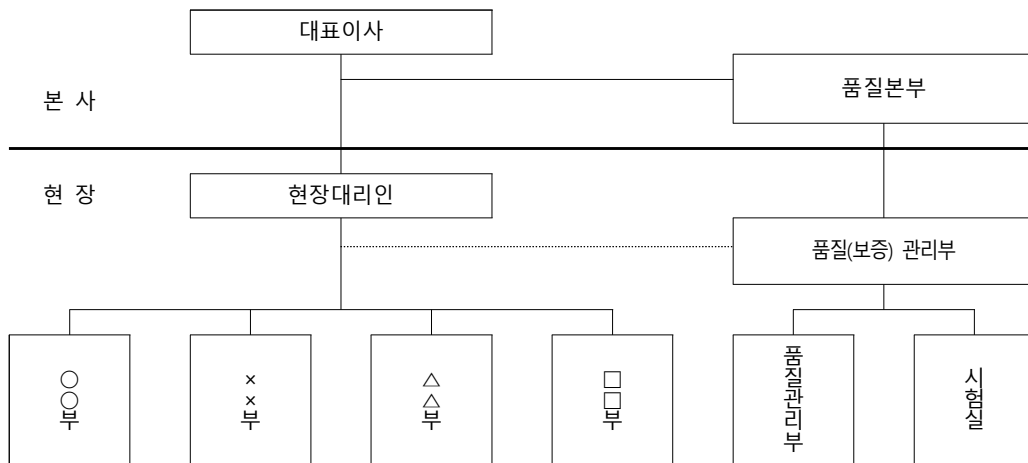 대표이사
본 사
품질본부
현 장
현장대리인
품질(보증) 관리부
○○부
××부
△△부
□□부
품질관리부
시험실